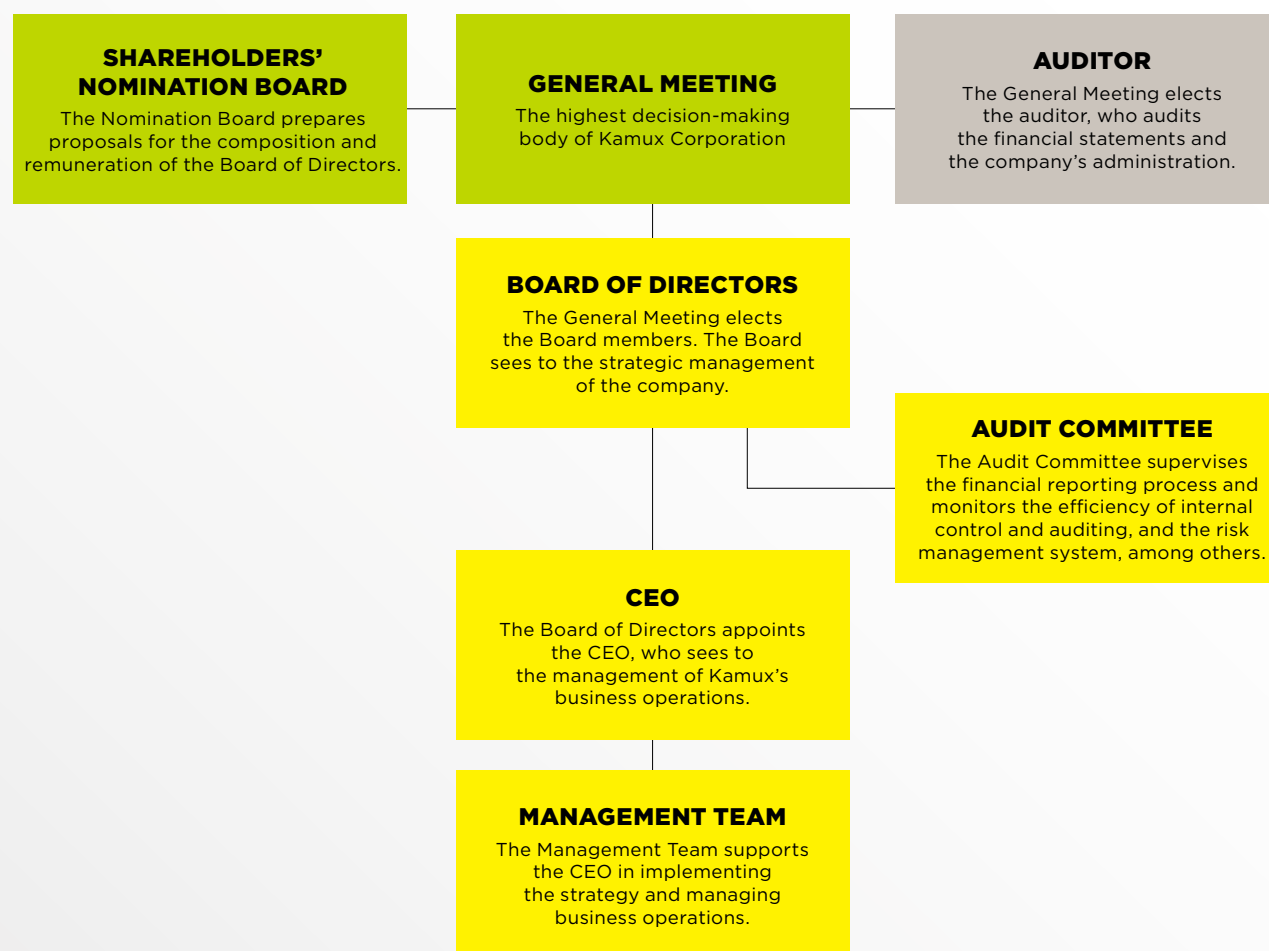 SHAREHOLDERS’
NOMINATION BOARD
The Nomination Board prepares
proposals for the composition and
remuneration of the Board of Directors.
GENERAL MEETING
The highest decision-making
body of Kamux Corporation
AUDITOR
The General Meeting elects
the auditor, who audits
the financial statements and
the company’s administration.
BOARD OF DIRECTORS
The General Meeting elects
the Board members. The Board
sees to the strategic management
of the company.
AUDIT COMMITTEE
The Audit Committee supervises
the financial reporting process and
monitors the efficiency of internal
control and auditing, and the risk
management system, among others.
CEO
The Board of Directors appoints
the CEO, who sees to
the management of Kamux’s
business operations.
MANAGEMENT TEAM
The Management Team supports
the CEO in implementing
the strategy and managing
business operations.